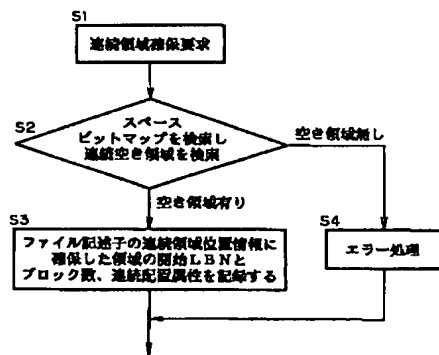 S1
連続領域確保要求
S2
スペース
ビットマップを検索し
連続空き領域を検索
空き領域無し
空き領域有り
S3
ファイル記述子の連続領域位置情報に
確保した領域の開始LBNと
ブロック数、連続配置属性を記録する
S4
エラー処理